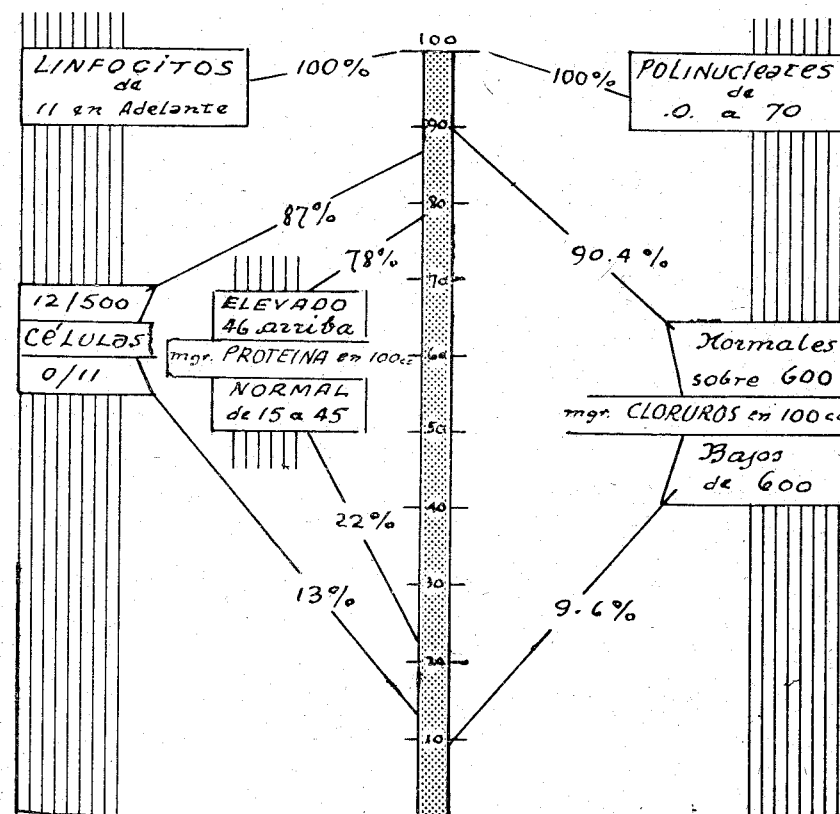 100
LINFOCITOS
de
11 en Adelante
100%
100%
POLINUCleares
de
.0. a 70
90
80
87%
78%
90.4%
70
12/500
CéLULas
0/11
ELEVADO
46 arriba
mgr. PROTEINA en 100cc
NORMAL
de 15 a 45
60
Normales
sobre 600
mgr. CLORUROS en 100 cc
Bajos
de 600
50
40
22%
30
13%
9.6%
20
10